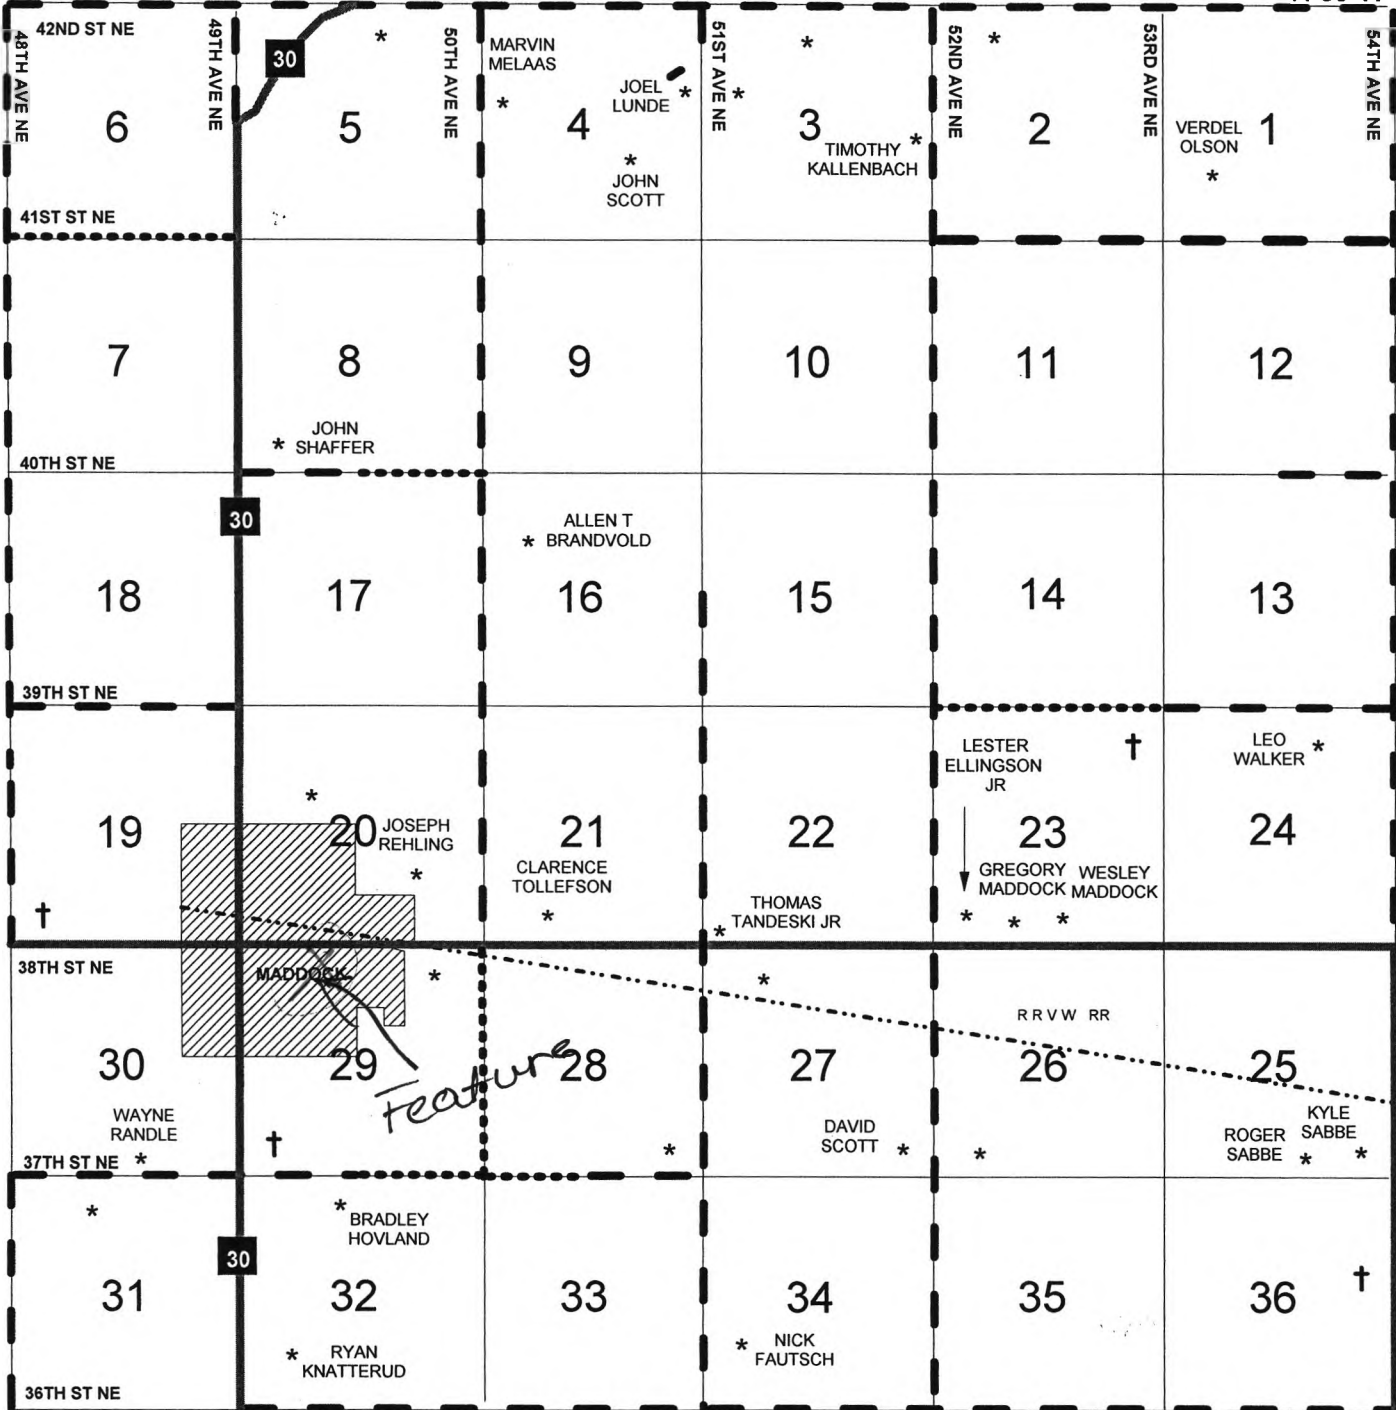 42ND ST NE
48TH AVE NE
49TH AVE NE
50TH AVE NE
51ST AVE NE
52ND AVE NE
53RD AVE NE
54TH AVE NE
30
*
MARVIN
MELAAS
*
JOEL
LUNDE *
*
*
*
6
5
4
3
2
1
*
JOHN
SCOTT
TIMOTHY *
KALLENBACH
VERDEL
OLSON
*
41ST ST NE
7
8
9
10
11
12
* JOHN
SHAFFER
40TH ST NE
30
ALLEN T
* BRANDVOLD
18
17
16
15
14
13
39TH ST NE
LESTER
ELLINGSON
JR
†
LEO
WALKER *
*
19
20
21
22
23
24
JOSEPH
REHLING
*
CLARENCE
TOLLEFSON
*
THOMAS
* TANDESKI JR
GREGORY
MADDOCK
WESLEY
MADDOCK
* * *
†
38TH ST NE
MADDOCK
*
*
R R V W RR
30
29
28
27
26
25
Feature
WAYNE
RANDLE
*
†
*
DAVID
SCOTT *
*
ROGER
SABBE *
KYLE
SABBE
*
37TH ST NE
*
* BRADLEY
HOVLAND
30
†
31
32
33
34
35
36
* RYAN
KNATTERUD
* NICK
FAUTSCH
36TH ST NE